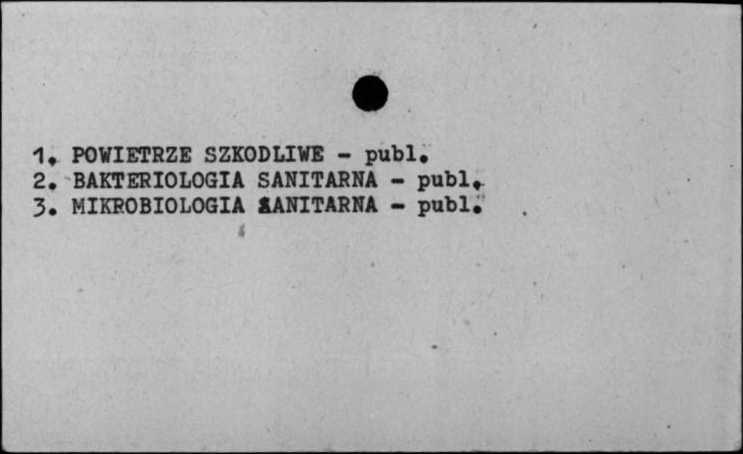 1. POWIETRZE SZKODLIWE - publ.
2. BAKTERIOLOGIA SANITARNA - publ.
3. MIKROBIOLOGIA SANITARNA - publ.